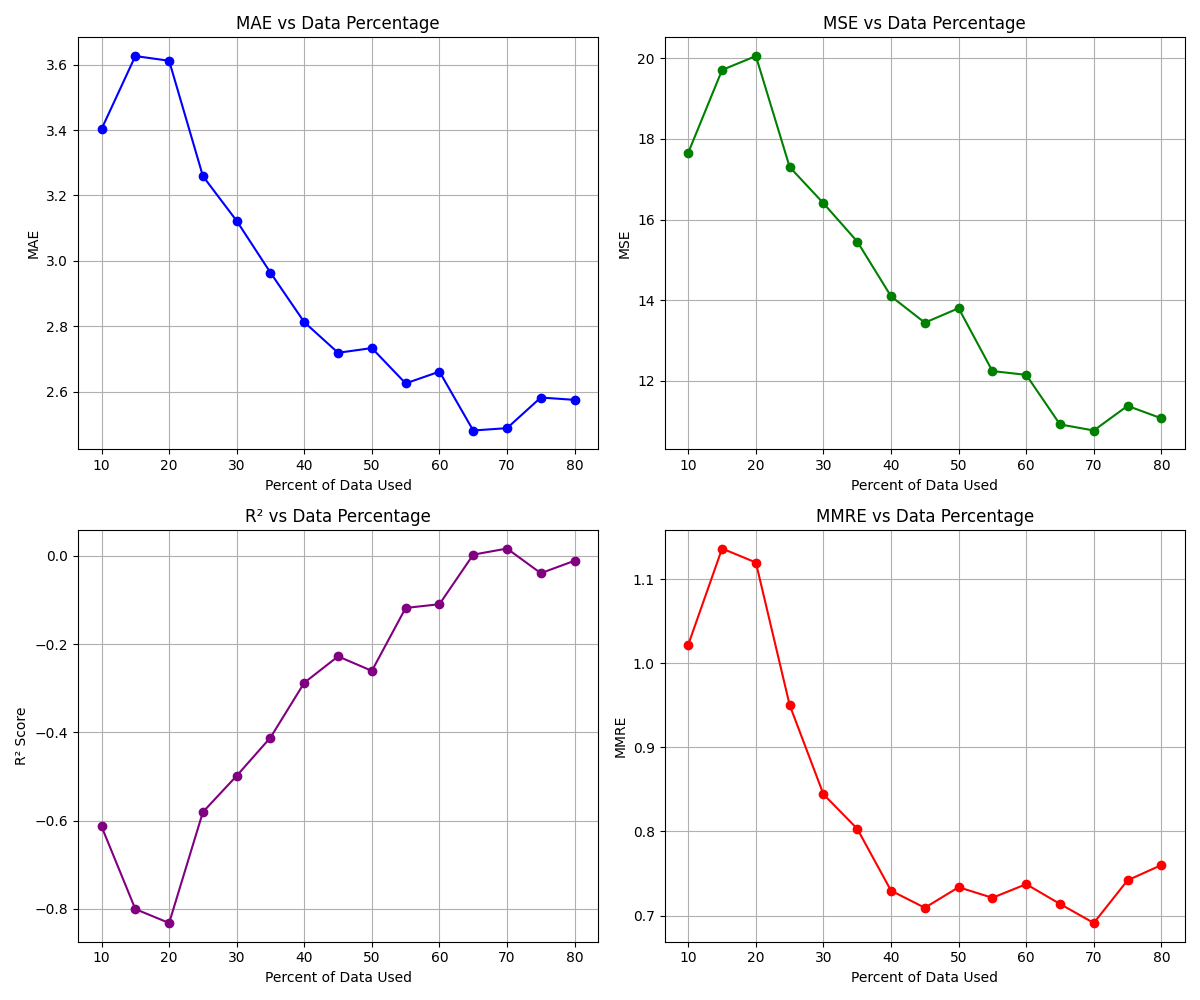 MAE vs Data Percentage
3.6
3.4
3.2
3.0
2.8
2.6
MAE
10 20 30 40 50 60 70 80
Percent of Data Used
MSE vs Data Percentage
20
18
16
14
12
MSE
10 20 30 40 50 60 70 80
Percent of Data Used
R² vs Data Percentage
0.0
−0.2
−0.4
−0.6
−0.8
R² Score
10 20 30 40 50 60 70 80
Percent of Data Used
MMRE vs Data Percentage
1.1
1.0
0.9
0.8
0.7
MMRE
10 20 30 40 50 60 70 80
Percent of Data Used